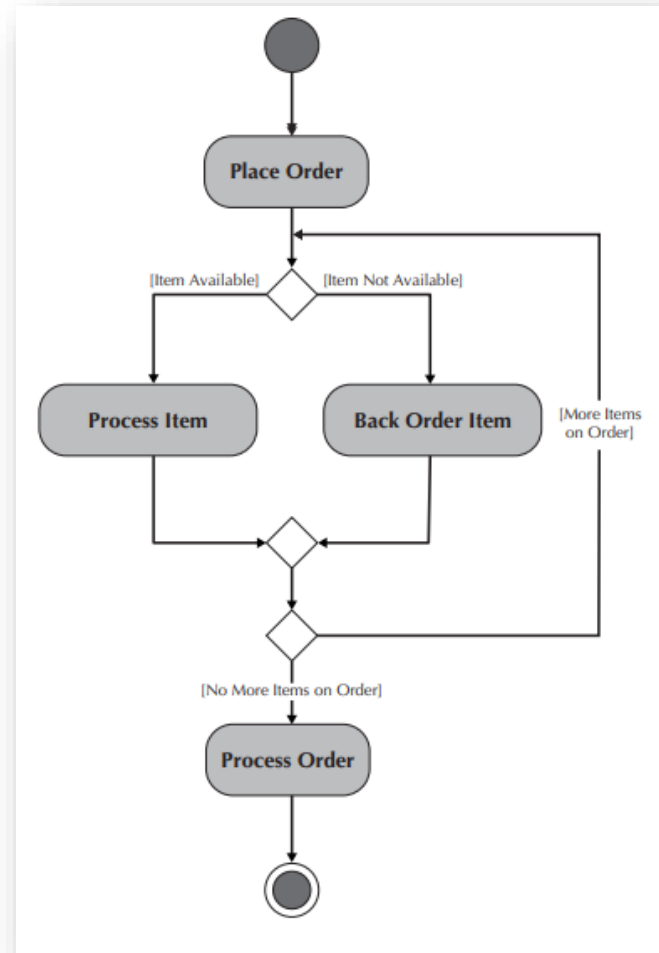 Place Order
[Item Available]
[Item Not Available]
Process Item
Back Order Item
[More Items
on Order]
[No More Items on Order]
Process Order